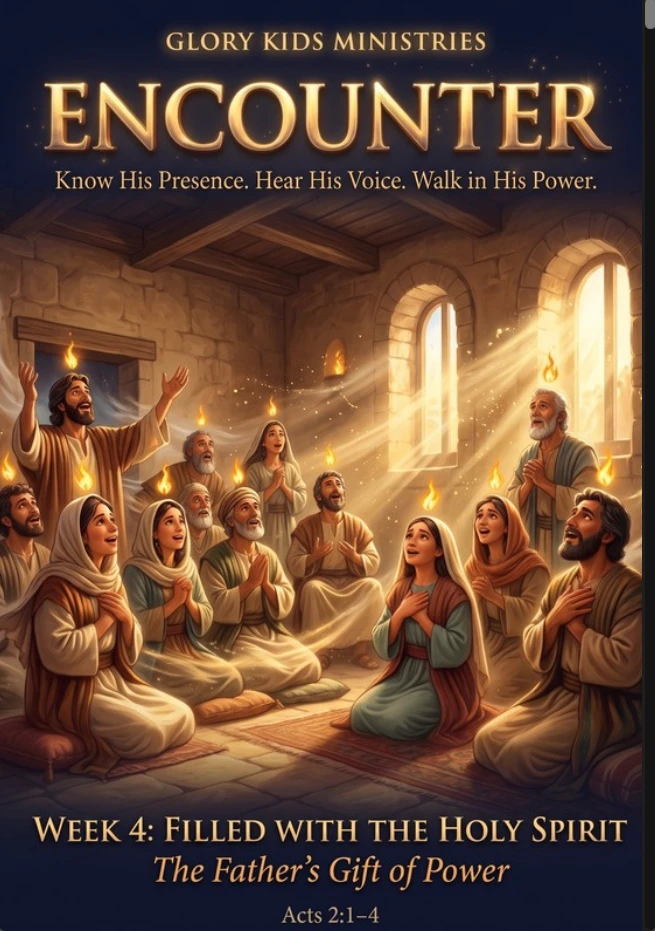 GLORY KIDS MINISTRIES
ENCOUNTER
Know His Presence. Hear His Voice. Walk in His Power.
WEEK 4: FILLED WITH THE HOLY SPIRIT
The Father's Gift of Power
Acts 2:1–4